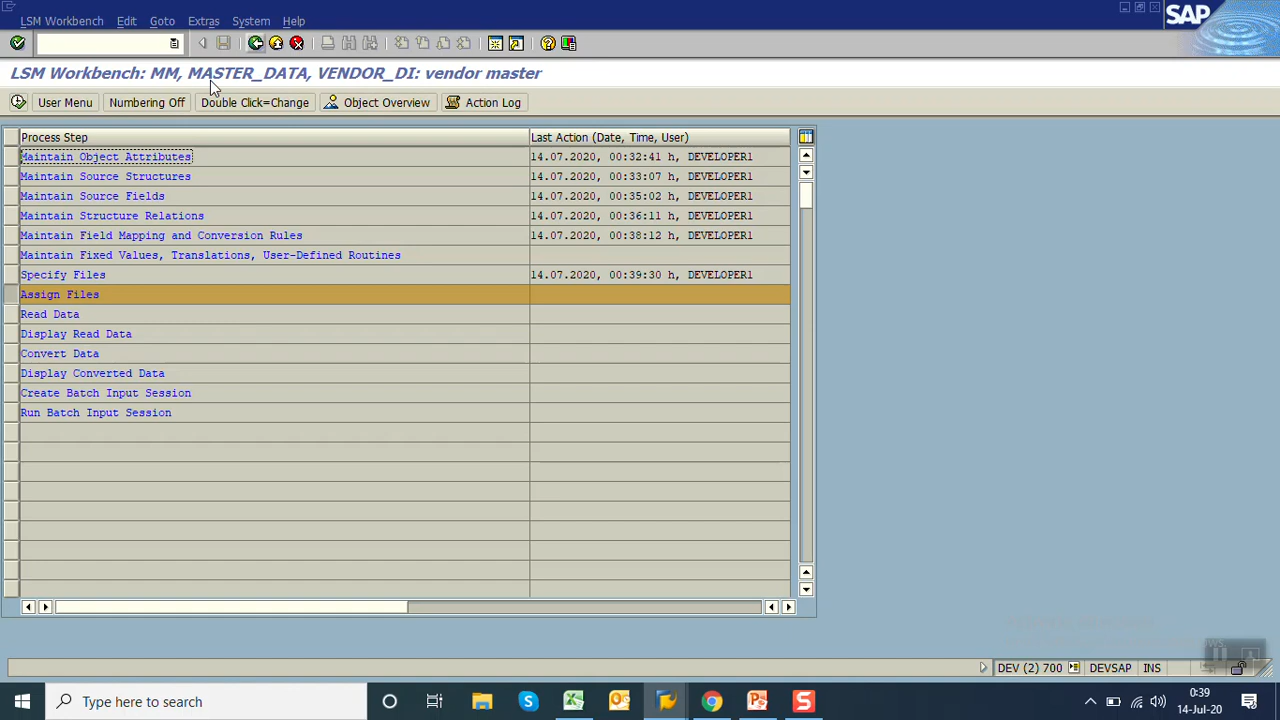 LSM Workbench Edit Goto Extras System Help
SAP
LSM Workbench: MM, MASTER_DATA, VENDOR_DI: vendor master
User Menu Numbering Off Double Click=Change Object Overview Action Log
Process Step Last Action (Date, Time, User)
Maintain Object Attributes 14.07.2020, 00:32:41 h, DEVELOPER1
Maintain Source Structures 14.07.2020, 00:33:07 h, DEVELOPER1
Maintain Source Fields 14.07.2020, 00:35:02 h, DEVELOPER1
Maintain Structure Relations 14.07.2020, 00:36:11 h, DEVELOPER1
Maintain Field Mapping and Conversion Rules 14.07.2020, 00:38:12 h, DEVELOPER1
Maintain Fixed Values, Translations, User-Defined Routines
Specify Files 14.07.2020, 00:39:30 h, DEVELOPER1
Assign Files
Read Data
Display Read Data
Convert Data
Display Converted Data
Create Batch Input Session
Run Batch Input Session
DEV (2) 700 DEVSAP INS
Type here to search
0:39
14-Jul-20